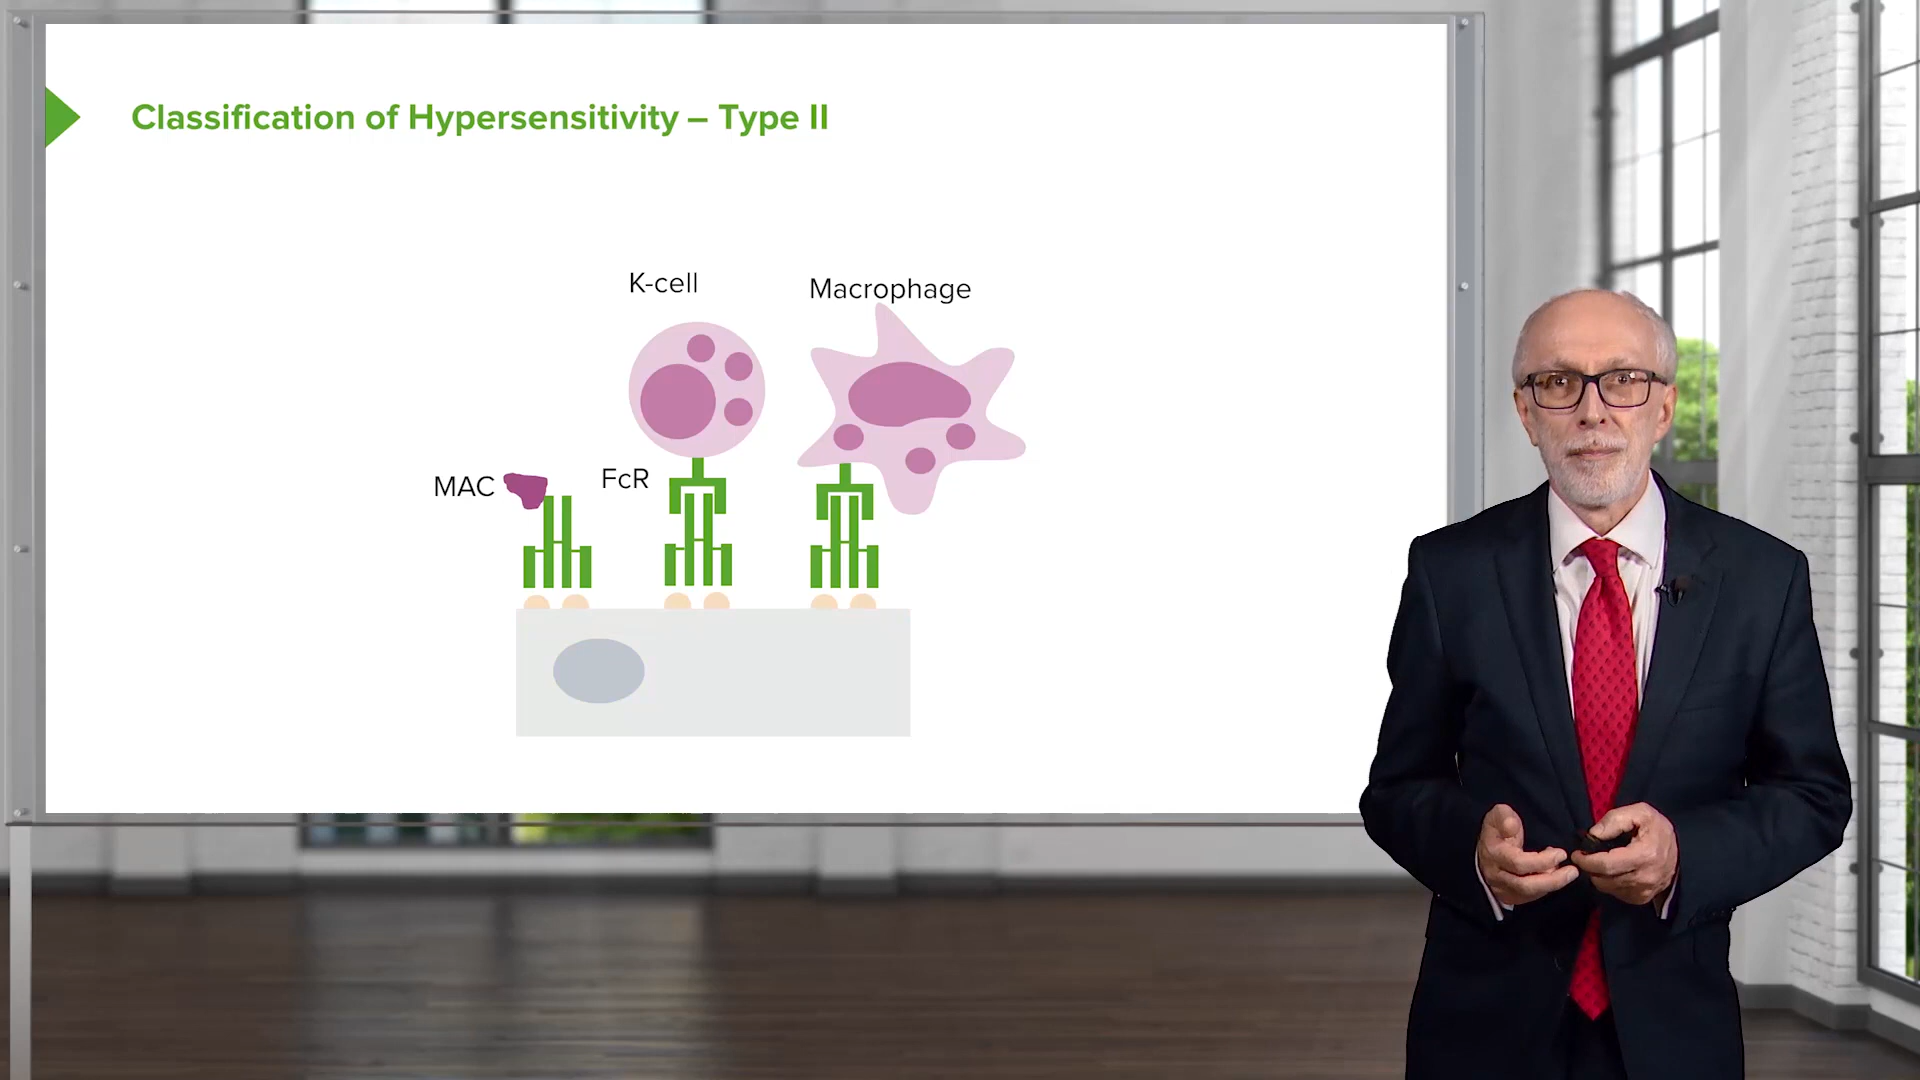 Classification of Hypersensitivity – Type II
K-cell
Macrophage
MAC
FcR